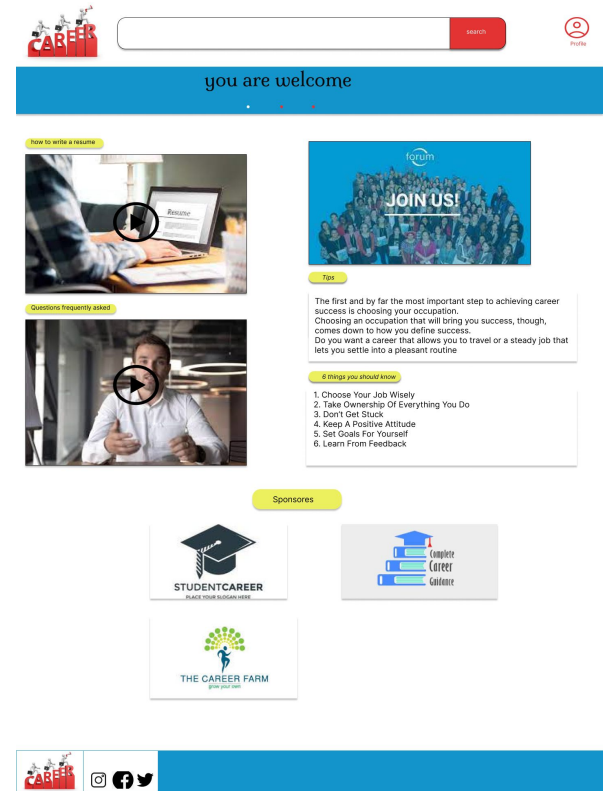 CAREER
search
Profile
you are welcome
how to write a resume
Resume
forum
JOIN US!
Tips
The first and by far the most important step to achieving career
success is choosing your occupation.
Choosing an occupation that will bring you success, though,
comes down to how you define success.
Do you want a career that allows you to travel or a steady job that
lets you settle into a pleasant routine
Questions frequently asked
6 things you should know
1. Choose Your Job Wisely
2. Take Ownership Of Everything You Do
3. Don't Get Stuck
4. Keep A Positive Attitude
5. Set Goals For Yourself
6. Learn From Feedback
Sponsores
STUDENTCAREER
PLACE YOUR SLOGAN HERE
Complete
Career
Guidance
THE CAREER FARM
grow your own
CAREER